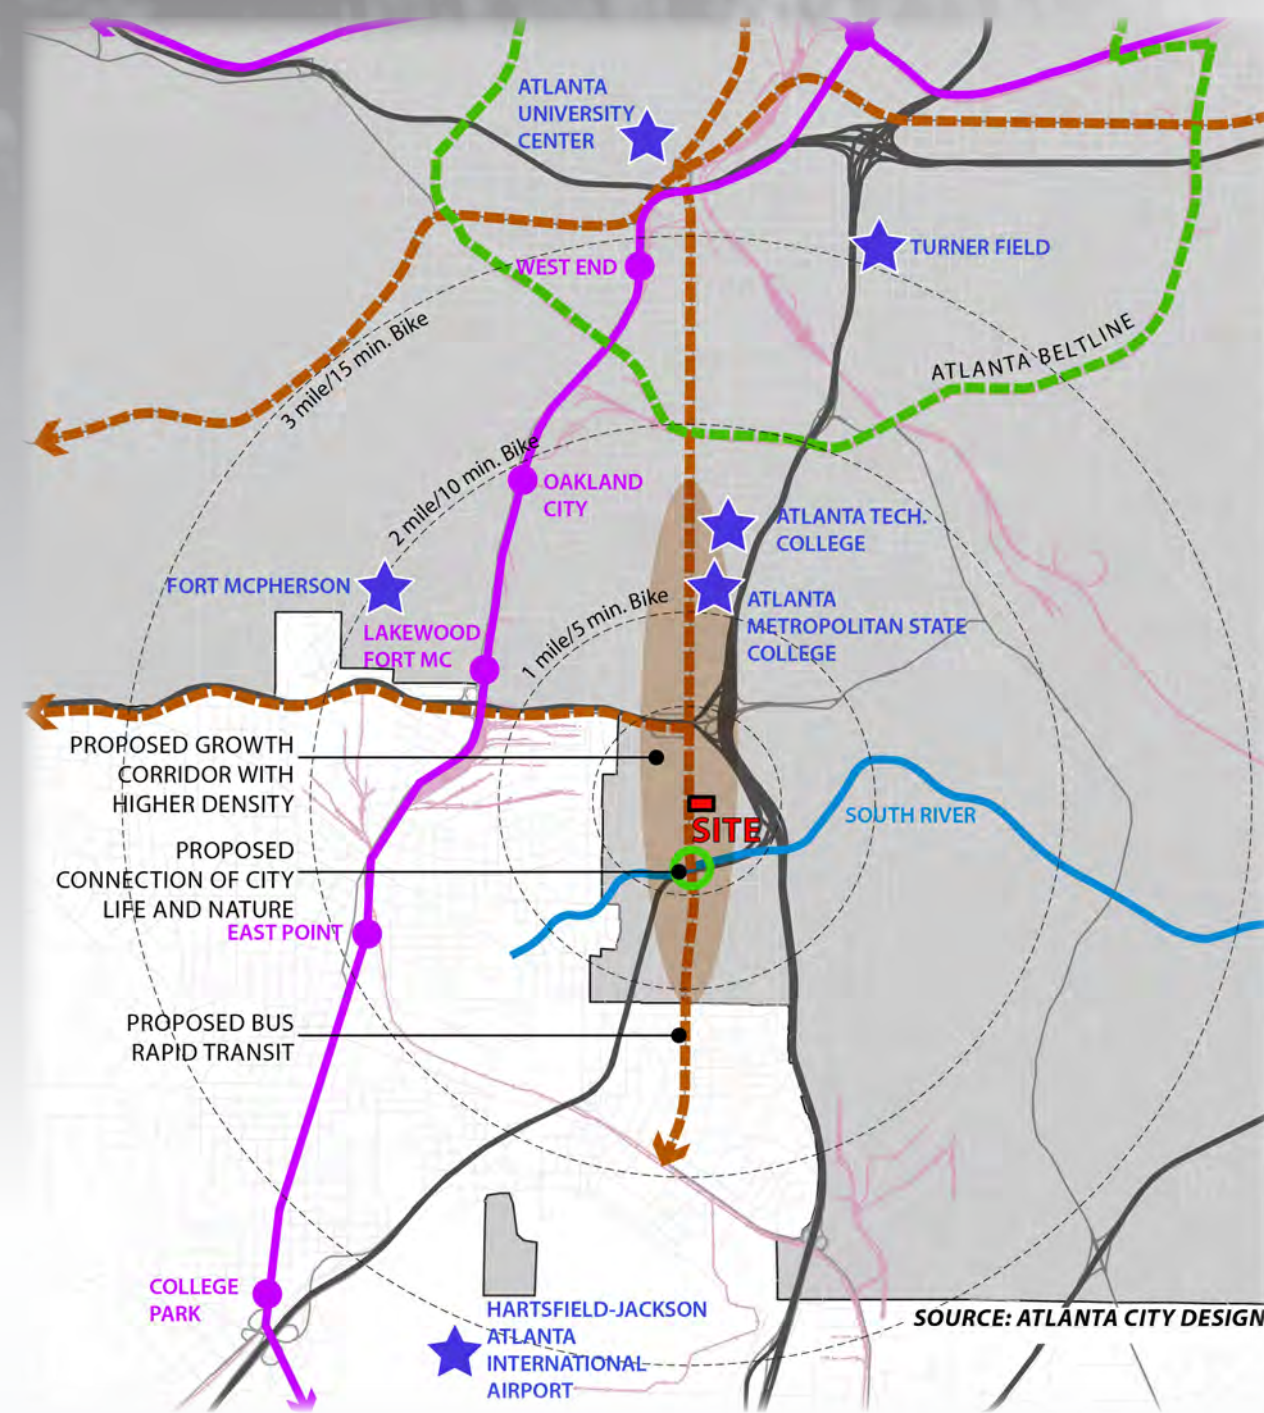 ATLANTA
UNIVERSITY
CENTER
TURNER FIELD
WEST END
ATLANTA BELTLINE
3 mile/15 min. Bike
2 mile/10 min. Bike
OAKLAND
CITY
ATLANTA TECH.
COLLEGE
FORT MCPHERSON
1 mile/5 min. Bike
ATLANTA
METROPOLITAN STATE
COLLEGE
LAKEWOOD
FORT MC
PROPOSED GROWTH
CORRIDOR WITH
HIGHER DENSITY
SITE
SOUTH RIVER
PROPOSED
CONNECTION OF CITY
LIFE AND NATURE
EAST POINT
PROPOSED BUS
RAPID TRANSIT
COLLEGE
PARK
HARTSFIELD-JACKSON
ATLANTA
INTERNATIONAL
AIRPORT
SOURCE: ATLANTA CITY DESIGN